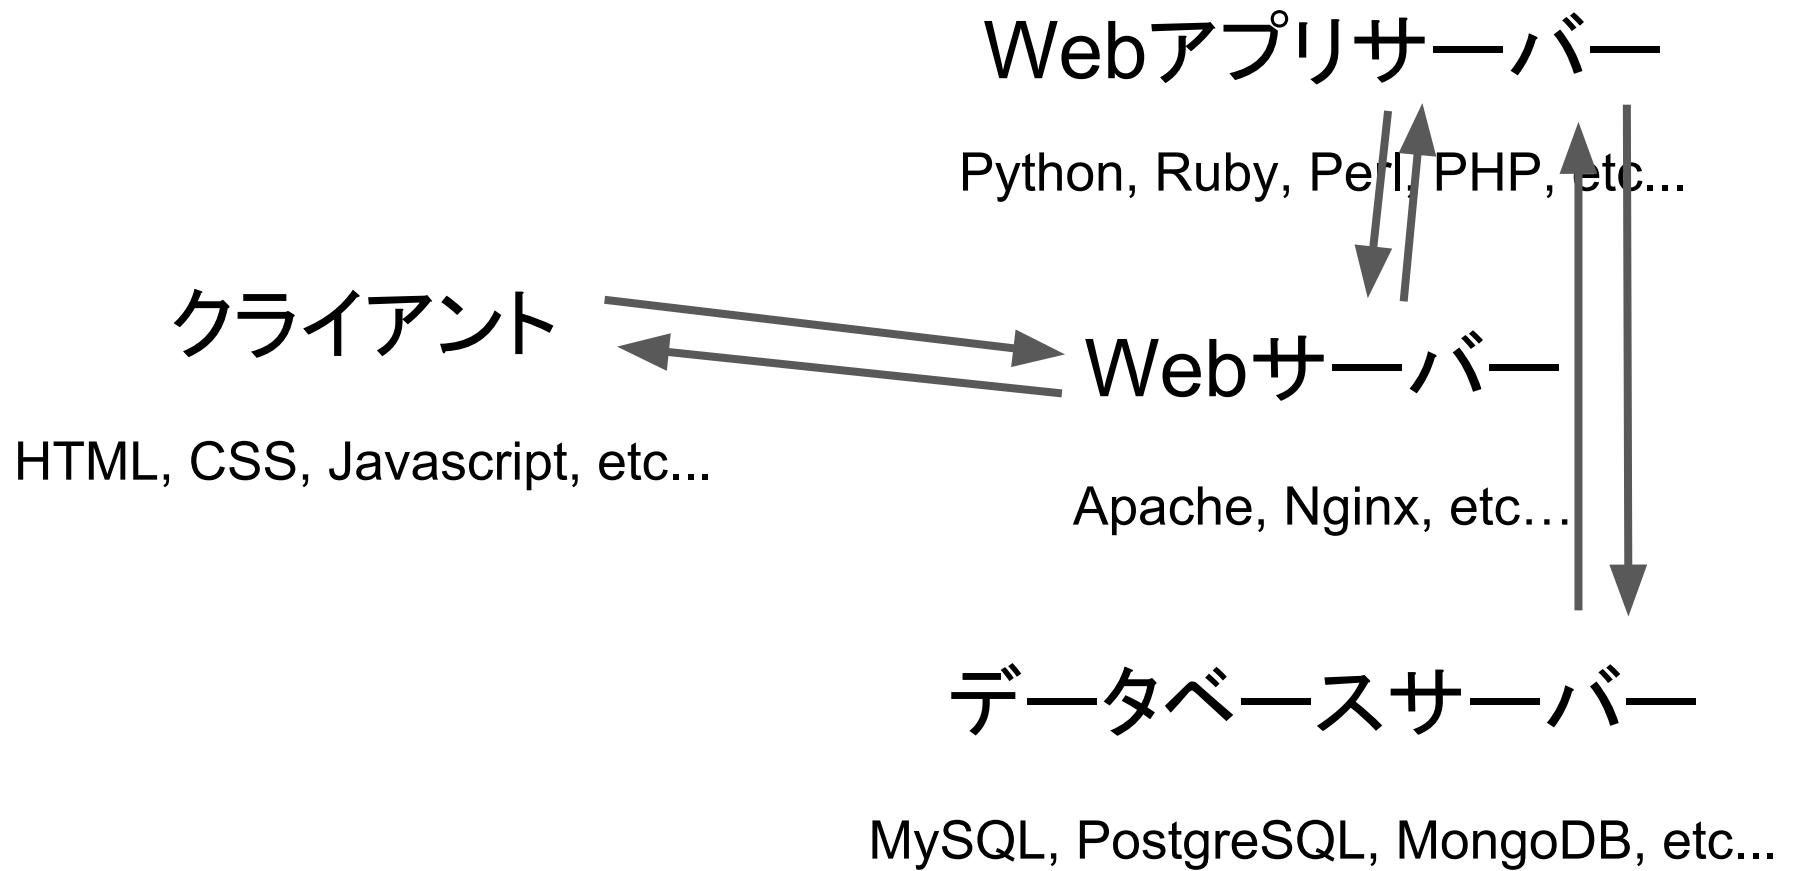 Webアプリサーバー
Python, Ruby, Perl, PHP, etc...
クライアント
HTML, CSS, Javascript, etc...
Webサーバー
Apache, Nginx, etc…
データベースサーバー
MySQL, PostgreSQL, MongoDB, etc...